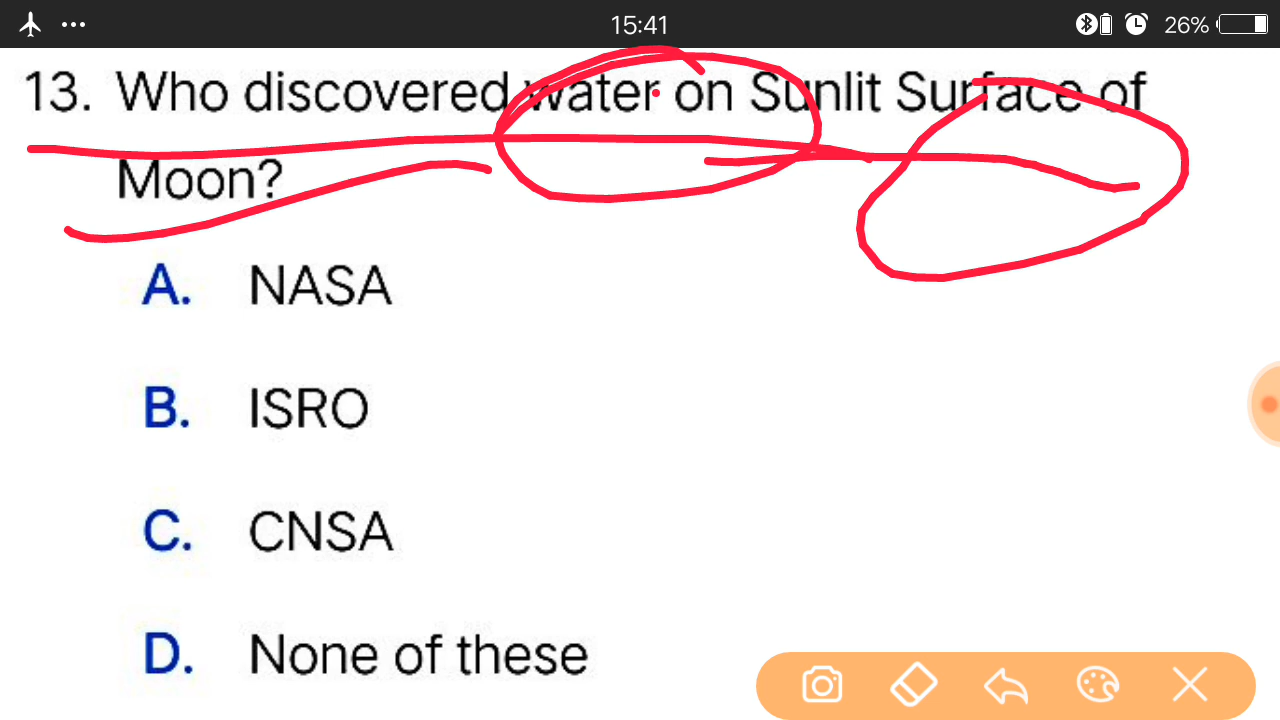 15:41
26%
13. Who discovered water on Sunlit Surface of
Moon?
A. NASA
B. ISRO
C. CNSA
D. None of these